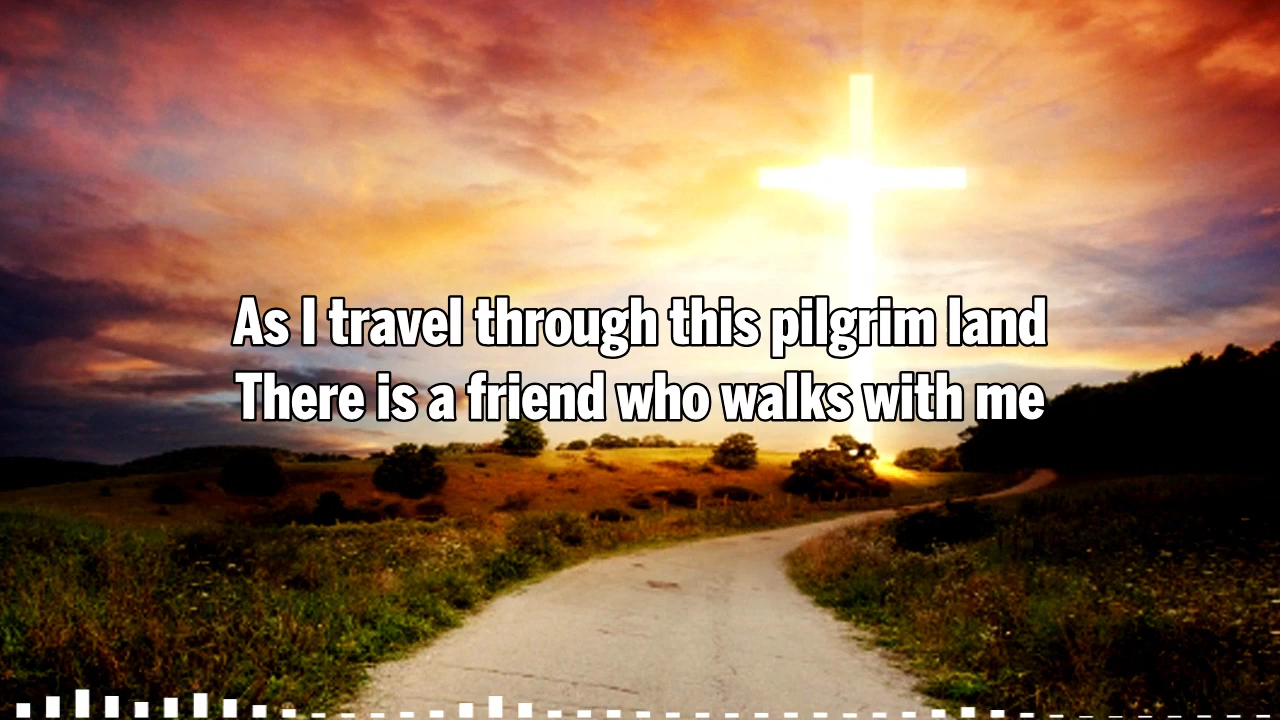 As I travel through this pilgrim land
There is a friend who walks with me